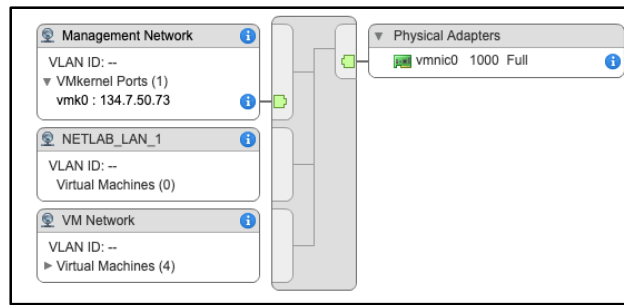 Management Network
VLAN ID: --
VMkernel Ports (1)
vmk0 : 134.7.50.73
NETLAB_LAN_1
VLAN ID: --
Virtual Machines (0)
VM Network
VLAN ID: --
Virtual Machines (4)
Physical Adapters
vmnic0 1000 Full